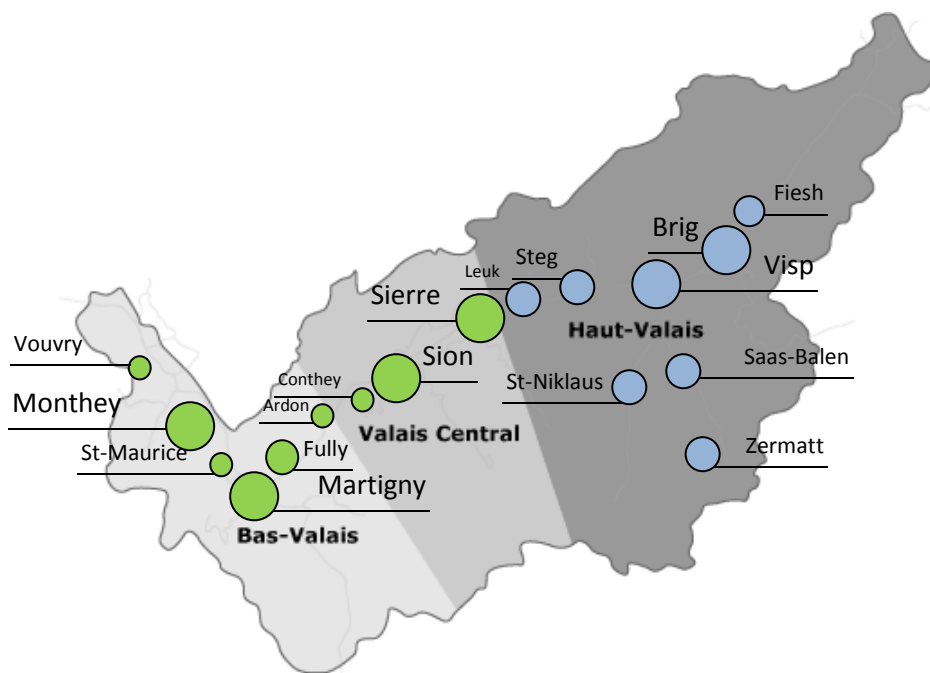 Fiesh
Brig
Steg
Visp
Leuk
Sierre
Haut-Valais
Vouvry
Sion
Saas-Balen
Conthey
St-Niklaus
Monthey
Ardon
Valais Central
St-Maurice
Fully
Zermatt
Martigny
Bas-Valais